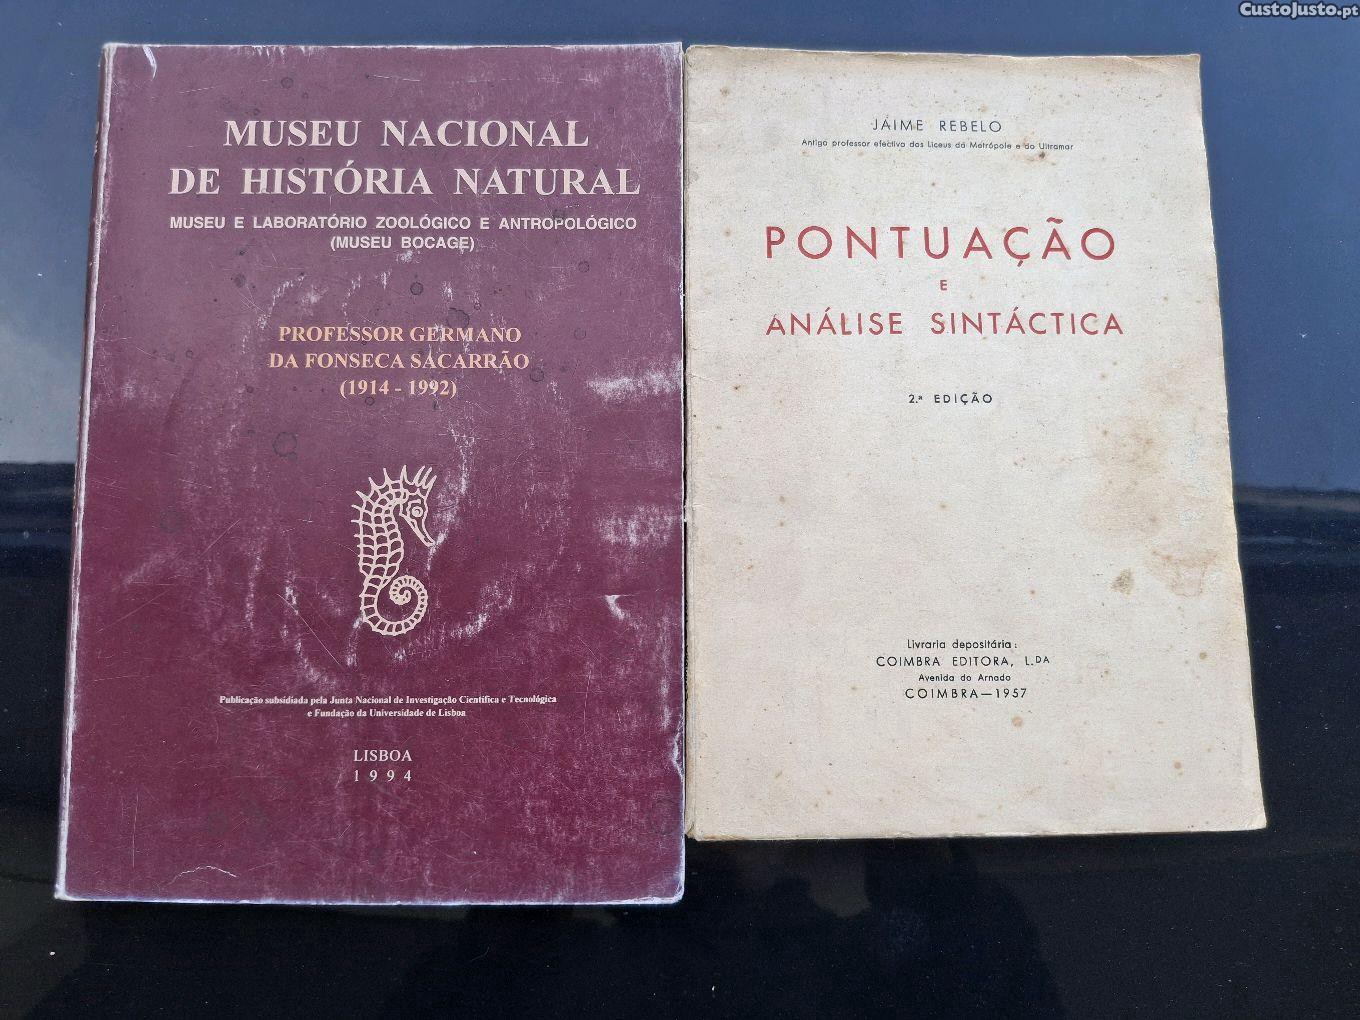 CustoJusto.pt
MUSEU NACIONAL
DE HISTÓRIA NATURAL
MUSEU E LABORATÓRIO ZOOLÓGICO E ANTROPOLÓGICO
(MUSEU BOCAGE)
PROFESSOR GERMANO
DA FONSECA SACARRÃO
(1914 - 1992)
Publicação subsidiada pela Junta Nacional de Investigação Científica e Tecnológica
e Fundação da Universidade de Lisboa
LISBOA
1994
JAIME REBELO
Antigo professor efectivo dos Liceus da Metrópole e do Ultramar
PONTUAÇÃO
E
ANÁLISE SINTÁCTICA
2.ª EDIÇÃO
Livraria depositária:
COIMBRA EDITORA, L.DA
Avenida do Arnado
COIMBRA—1957